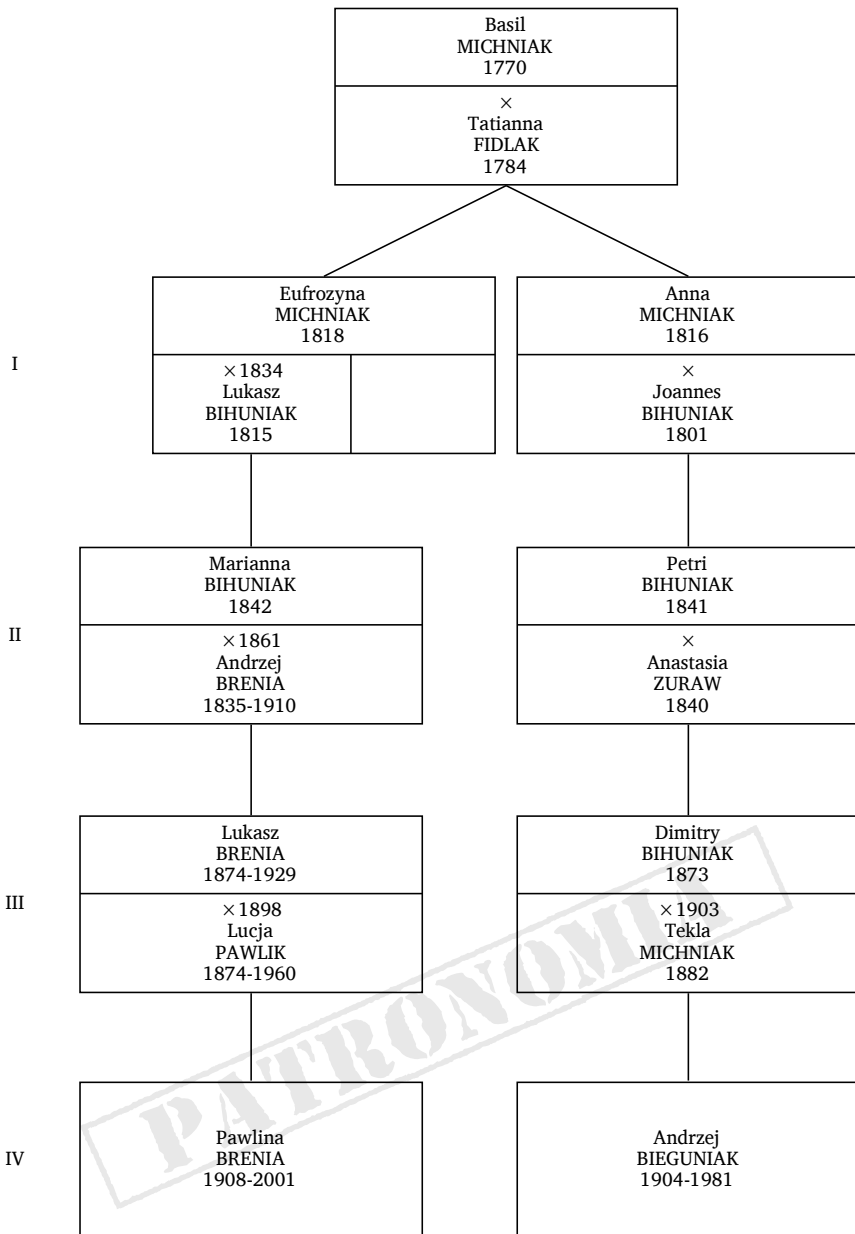 Basil
MICHNIAK
1770
×
Tatianna
FIDLAK
1784
I
Eufrozyna
MICHNIAK
1818
×1834
Lukasz
BIHUNIAK
1815
Anna
MICHNIAK
1816
×
Joannes
BIHUNIAK
1801
II
Marianna
BIHUNIAK
1842
×1861
Andrzej
BRENIA
1835-1910
Petri
BIHUNIAK
1841
×
Anastasia
ZURAW
1840
III
Lukasz
BRENIA
1874-1929
×1898
Lucja
PAWLIK
1874-1960
Dimitry
BIHUNIAK
1873
×1903
Tekla
MICHNIAK
1882
IV
Pawlina
BRENIA
1908-2001
Andrzej
BIEGUNIAK
1904-1981
PATRONOMIA